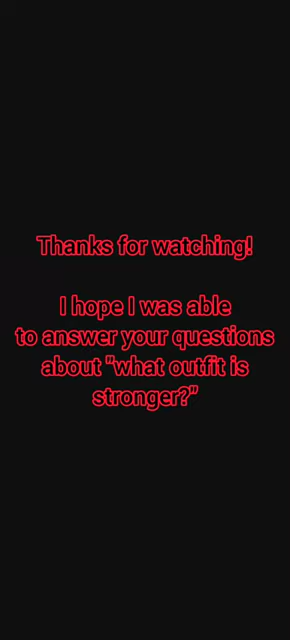 Thanks for watching!
I hope I was able
to answer your questions
about "what outfit is
stronger?"